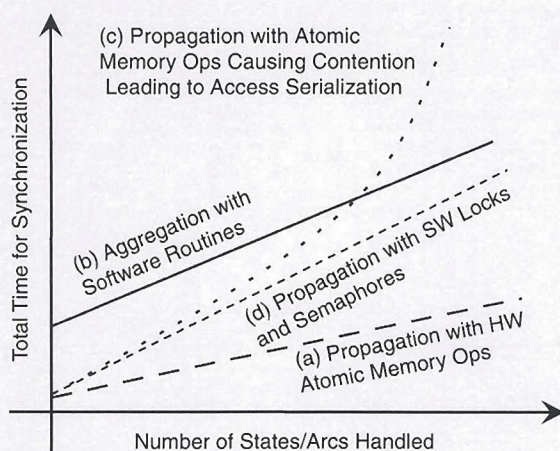 (c) Propagation with Atomic
Memory Ops Causing Contention
Leading to Access Serialization
Total Time for Synchronization
(b) Aggregation with
Software Routines
(d) Propagation with SW Locks
and Semaphores
(a) Propagation with HW
Atomic Memory Ops
Number of States/Arcs Handled